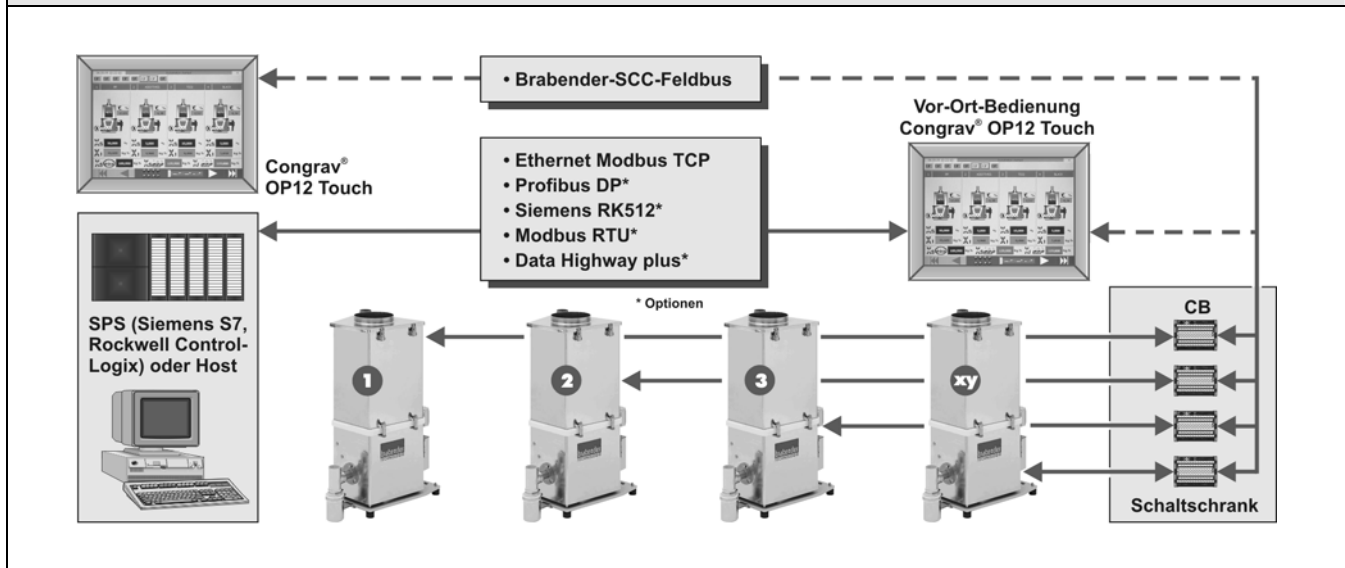 • Brabender-SCC-Feldbus
Congrav®
OP12 Touch
Vor-Ort-Bedienung
Congrav® OP12 Touch
• Ethernet Modbus TCP
• Profibus DP*
• Siemens RK512*
• Modbus RTU*
• Data Highway plus*
* Optionen
SPS (Siemens S7,
Rockwell Control-
Logix) oder Host
1
2
3
xy
CB
Schaltschrank